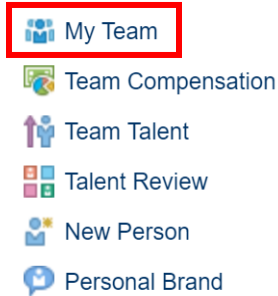 My Team
Team Compensation
Team Talent
Talent Review
New Person
Personal Brand